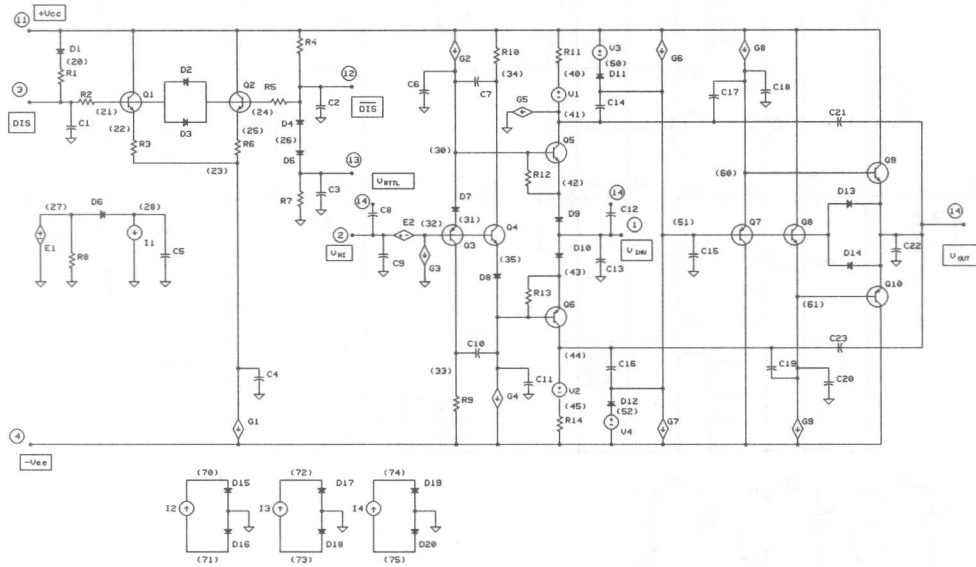 11 +Vcc
D1
(20)
R1
3
DIS
R2
(21)
C1
Q1
(22)
R3
D2
D3
Q2
(24)
(25)
R6
(23)
R5
R4
12
DIS
C2
D4
(26)
D5
13
C3
R7
(27)
D6
(28)
E1
R8
I1
C5
C4
G1
4
-Vee
G2
R10
C6
(34)
C7
(30)
VRTTL
14
C8
2
VNI
E2
(32)
C9
G3
D7
(31)
Q3
Q4
(35)
D8
C10
(33)
R9
C11
G4
R11
(40)
V1
G5
(41)
Q5
R12
(42)
D9
14
C12
1
VINV
D10
C13
(43)
R13
Q6
(44)
V2
(45)
R14
V3
(50)
D11
C14
C16
D12
(52)
V4
G6
(51)
C15
G7
G8
C17
C18
(60)
Q7
Q8
C19
C20
(61)
G9
C21
Q9
D13
D14
C22
14
VOUT
Q10
C23
(70)
D15
I2
D16
(71)
(72)
D17
I3
D18
(73)
(74)
D19
I4
D20
(75)